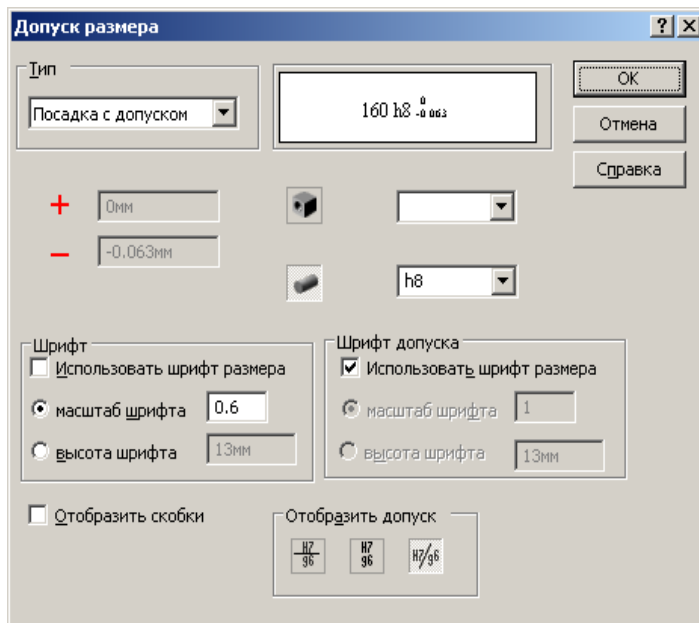 Допуск размера
Тип
Посадка с допуском
160 h8 0
-0.063
OK
Отмена
Справка
+ 0мм
− -0.063мм
h8
Шрифт
Использовать шрифт размера
масштаб шрифта 0.6
высота шрифта 13мм
Шрифт допуска
Использовать шрифт размера
масштаб шрифта 1
высота шрифта 13мм
Отобразить скобки
Отобразить допуск
H7
g6
H7
g6
H7/g6